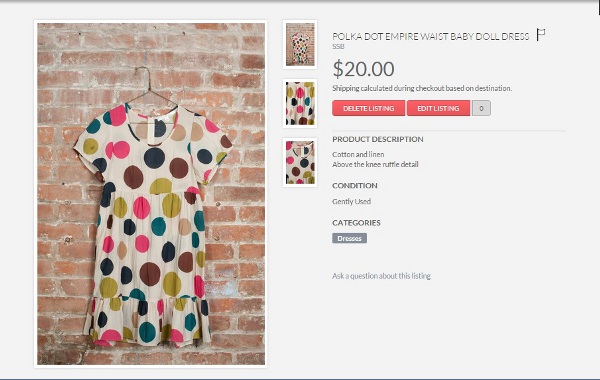 POLKA DOT EMPIRE WAIST BABY DOLL DRESS
SSB
$20.00
Shipping calculated during checkout based on destination.
DELETE LISTING EDIT LISTING 0
PRODUCT DESCRIPTION
Cotton and linen
Above the knee ruffle detail
CONDITION
Gently Used
CATEGORIES
Dresses
Ask a question about this listing